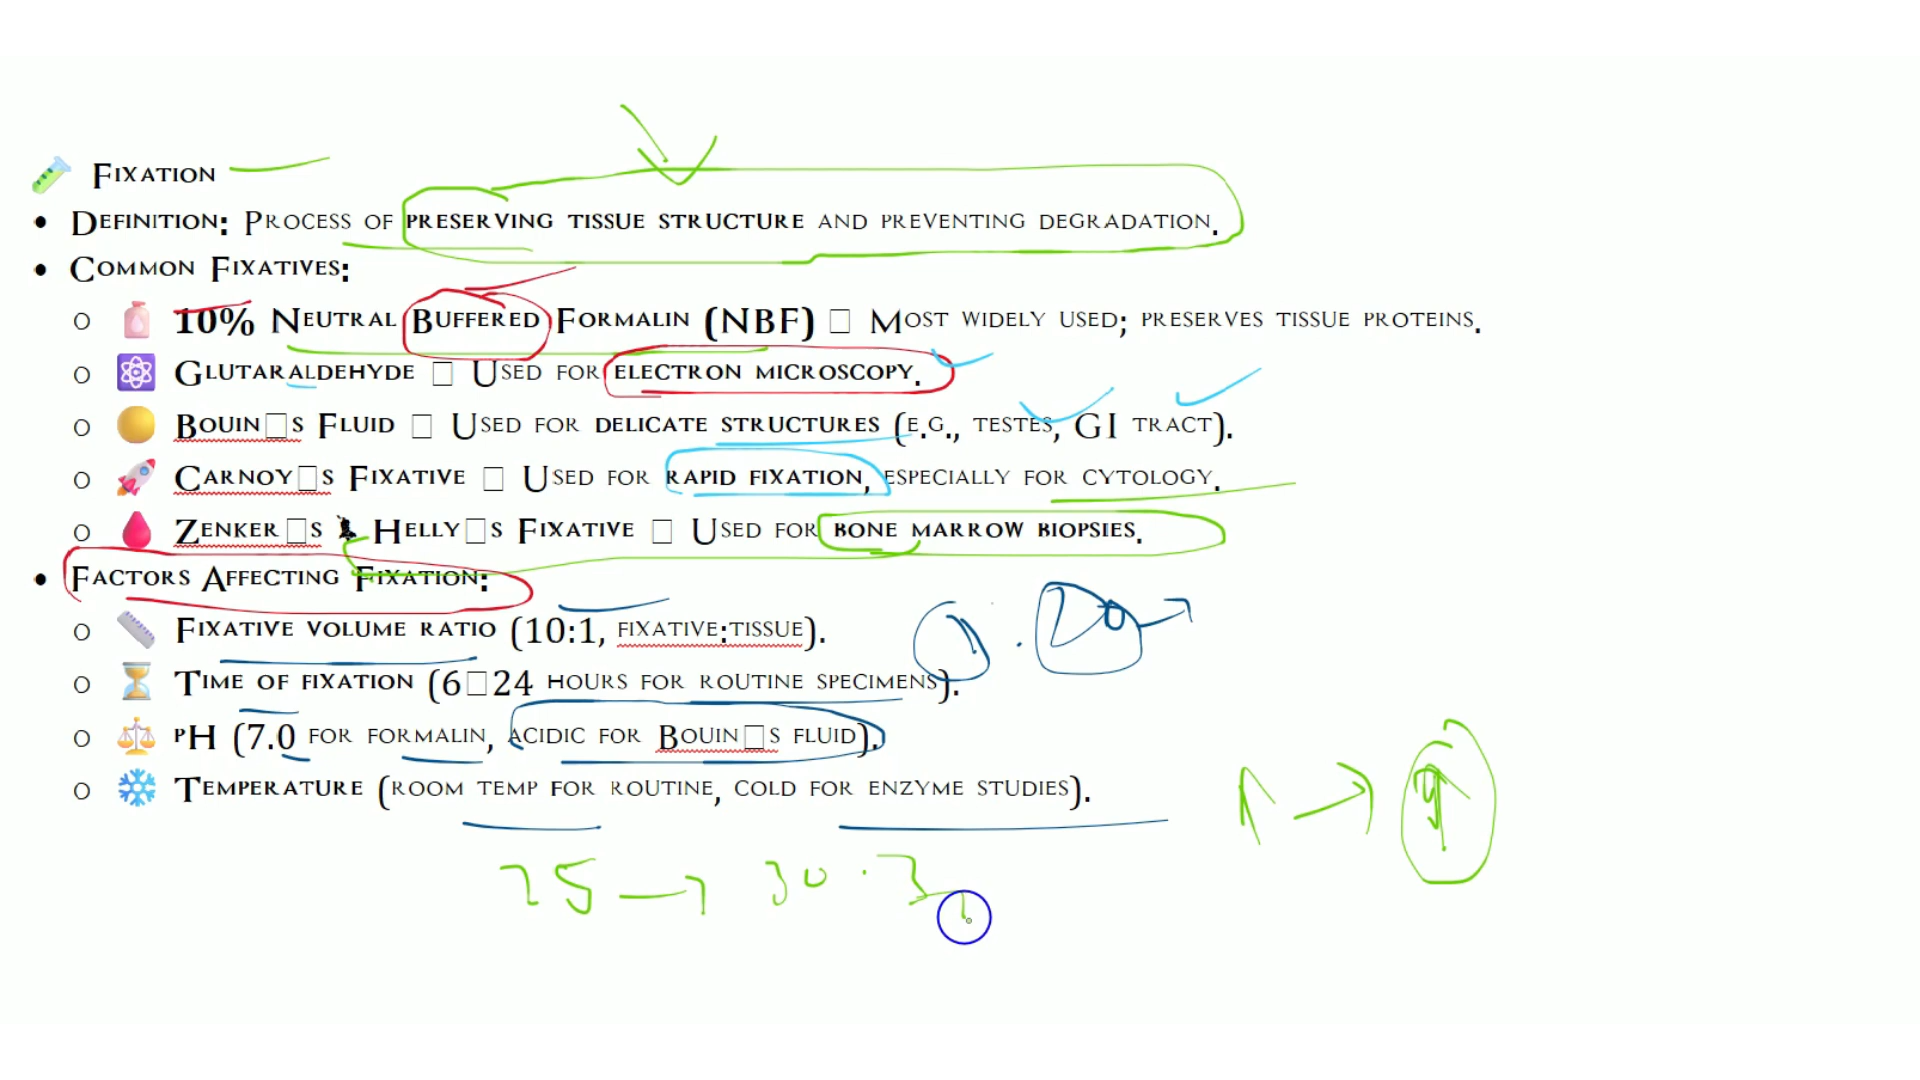 Fixation
• Definition: Process of preserving tissue structure and preventing degradation.
• Common Fixatives:
o 10% Neutral Buffered Formalin (NBF) □ Most widely used; preserves tissue proteins.
o Glutaraldehyde □ Used for electron microscopy.
o Bouin□s Fluid □ Used for delicate structures (e.g., testes, GI tract).
o Carnoy□s Fixative □ Used for rapid fixation, especially for cytology.
o Zenker□s Helly□s Fixative □ Used for bone marrow biopsies.
• Factors Affecting Fixation:
o Fixative volume ratio (10:1, fixative:tissue).
o Time of fixation (6□24 hours for routine specimens).
o pH (7.0 for formalin, acidic for Bouin□s fluid).
o Temperature (room temp for routine, cold for enzyme studies).
25 → 30